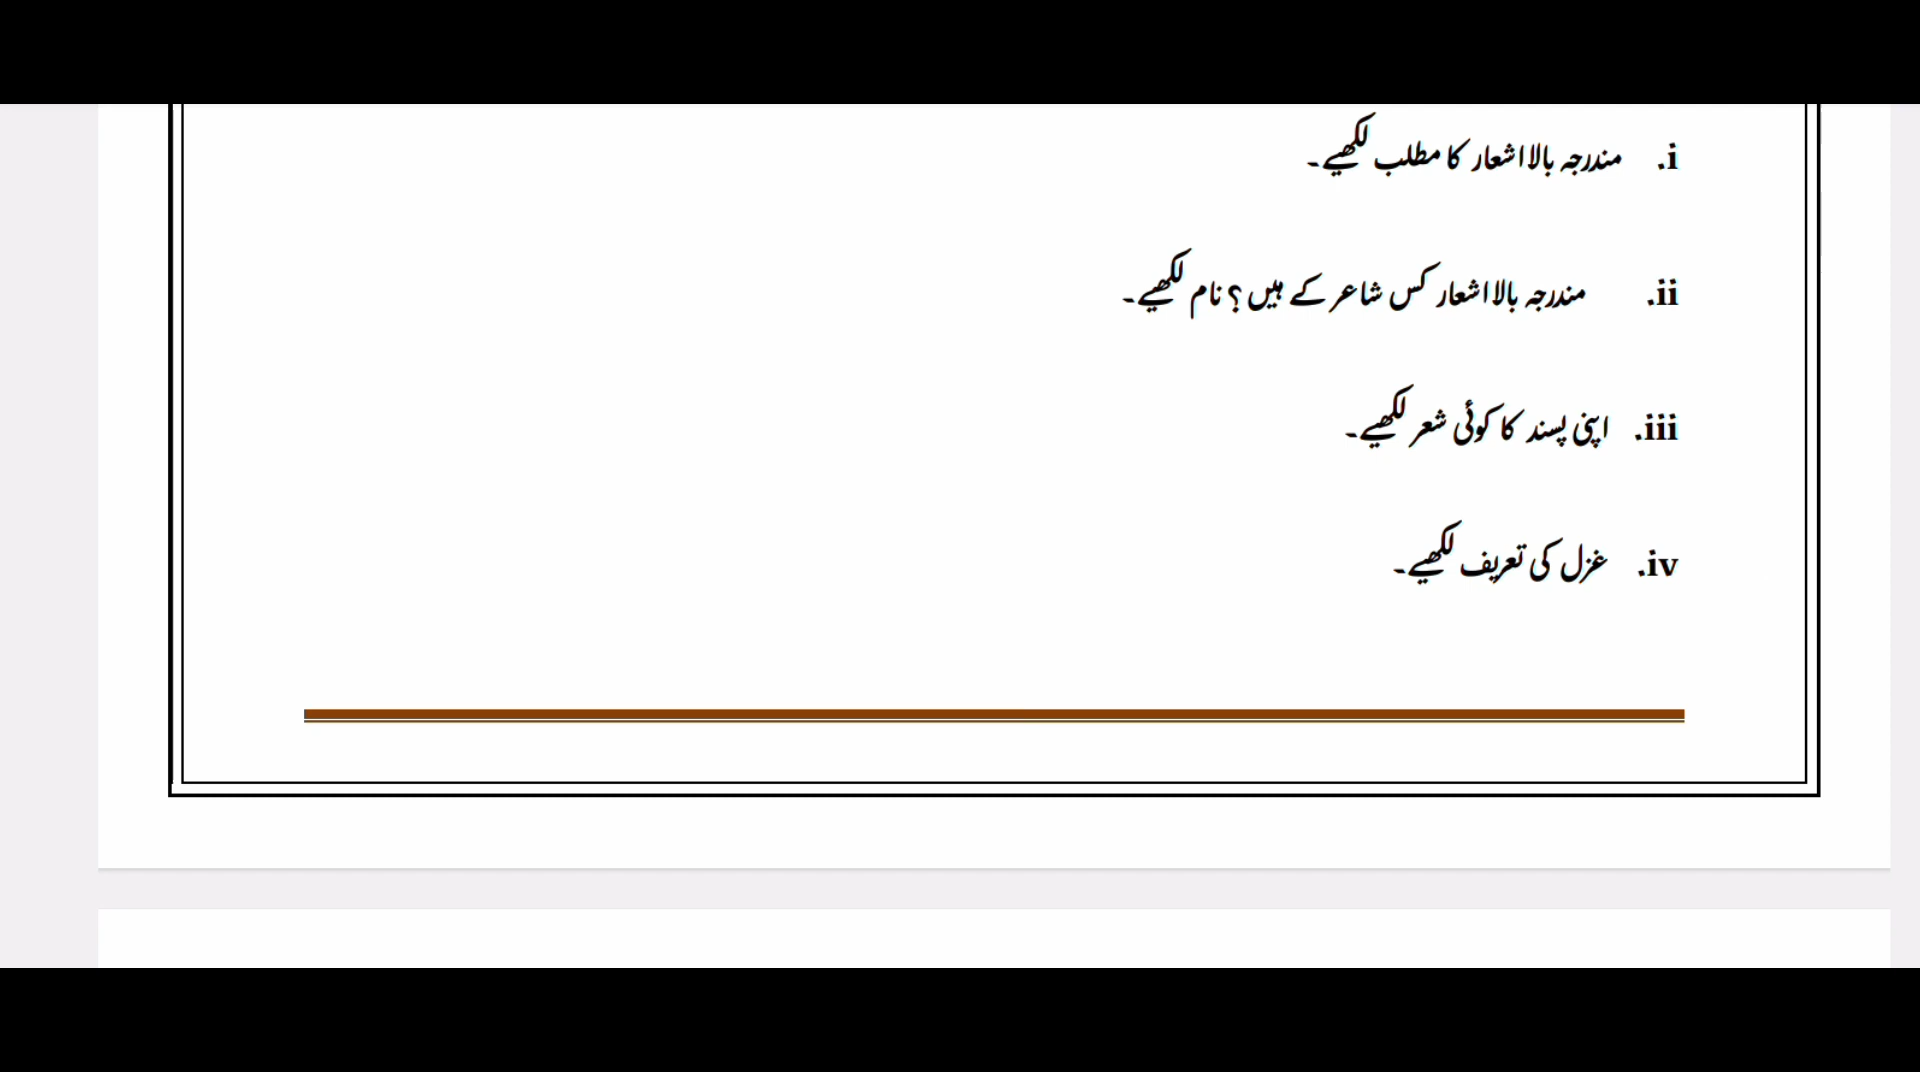 i. مندرجہ بالا اشعار کا مطلب لکھیے۔
ii. مندرجہ بالا اشعار کس شاعر کے ہیں؟ نام لکھیے۔
iii. اپنی پسند کا کوئی شعر لکھیے۔
iv. غزل کی تعریف لکھیے۔